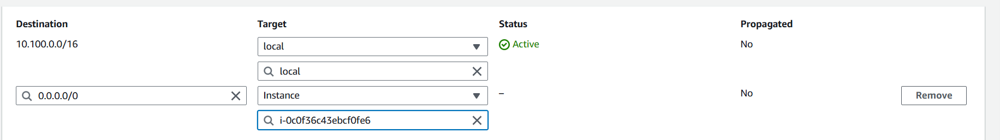 Destination Target Status Propagated
10.100.0.0/16 local Active No
local
0.0.0.0/0 Instance – No Remove
i-0c0f36c43ebcf0fe6